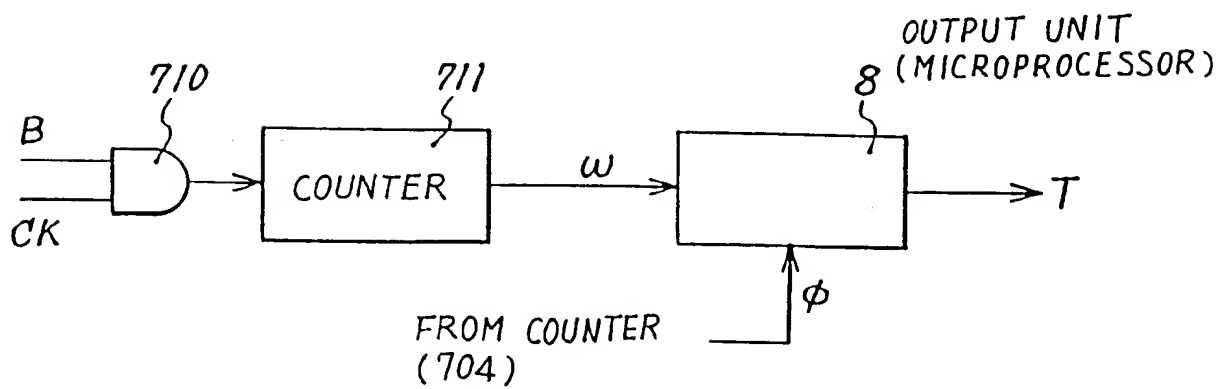 OUTPUT UNIT
(MICROPROCESSOR)
710
711
8
B
CK
COUNTER
ω
T
ϕ
FROM COUNTER
(704)